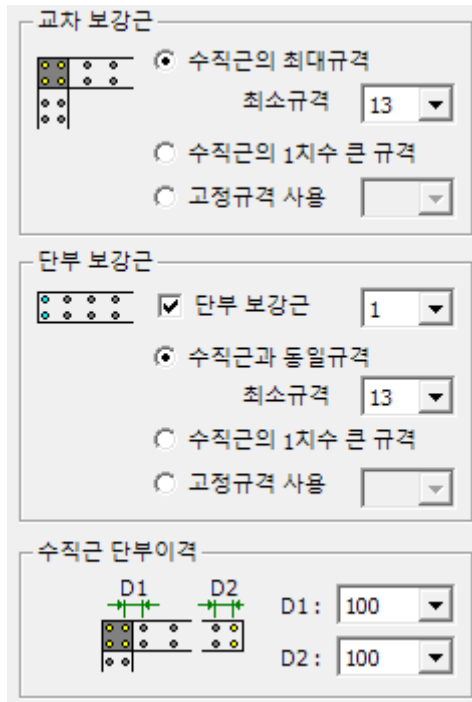 교차 보강근
수직근의 최대규격
최소규격 13
수직근의 1치수 큰 규격
고정규격 사용
단부 보강근
단부 보강근 1
수직근과 동일규격
최소규격 13
수직근의 1치수 큰 규격
고정규격 사용
수직근 단부이격
D1 D2
D1 : 100
D2 : 100